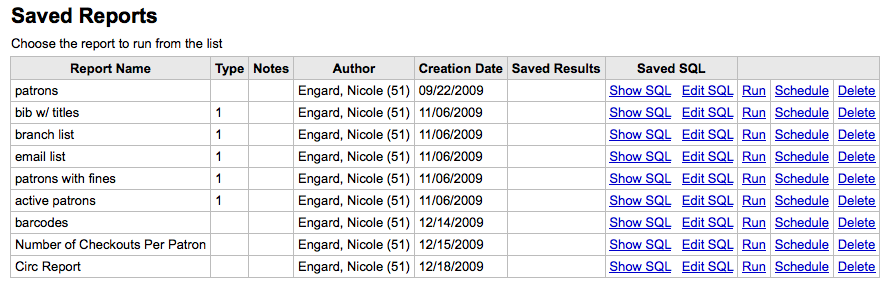 Saved Reports
Choose the report to run from the list
Report Name Type Notes Author Creation Date Saved Results Saved SQL
patrons Engard, Nicole (51) 09/22/2009 Show SQL Edit SQL Run Schedule Delete
bib w/ titles 1 Engard, Nicole (51) 11/06/2009 Show SQL Edit SQL Run Schedule Delete
branch list 1 Engard, Nicole (51) 11/06/2009 Show SQL Edit SQL Run Schedule Delete
email list 1 Engard, Nicole (51) 11/06/2009 Show SQL Edit SQL Run Schedule Delete
patrons with fines 1 Engard, Nicole (51) 11/06/2009 Show SQL Edit SQL Run Schedule Delete
active patrons 1 Engard, Nicole (51) 11/06/2009 Show SQL Edit SQL Run Schedule Delete
barcodes Engard, Nicole (51) 12/14/2009 Show SQL Edit SQL Run Schedule Delete
Number of Checkouts Per Patron Engard, Nicole (51) 12/15/2009 Show SQL Edit SQL Run Schedule Delete
Circ Report Engard, Nicole (51) 12/18/2009 Show SQL Edit SQL Run Schedule Delete